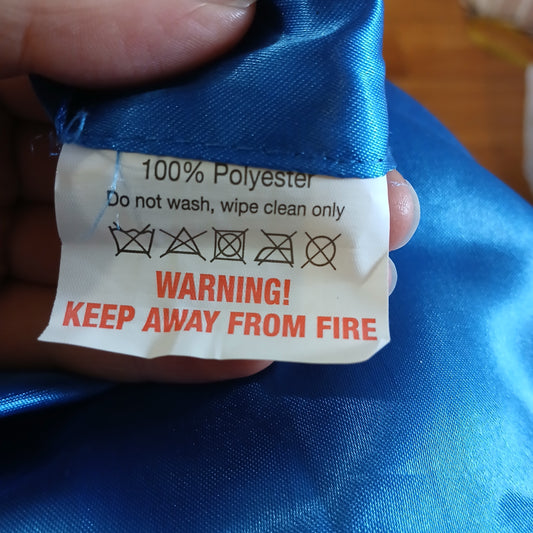 100% Polyester
Do not wash, wipe clean only
WARNING!
KEEP AWAY FROM FIRE